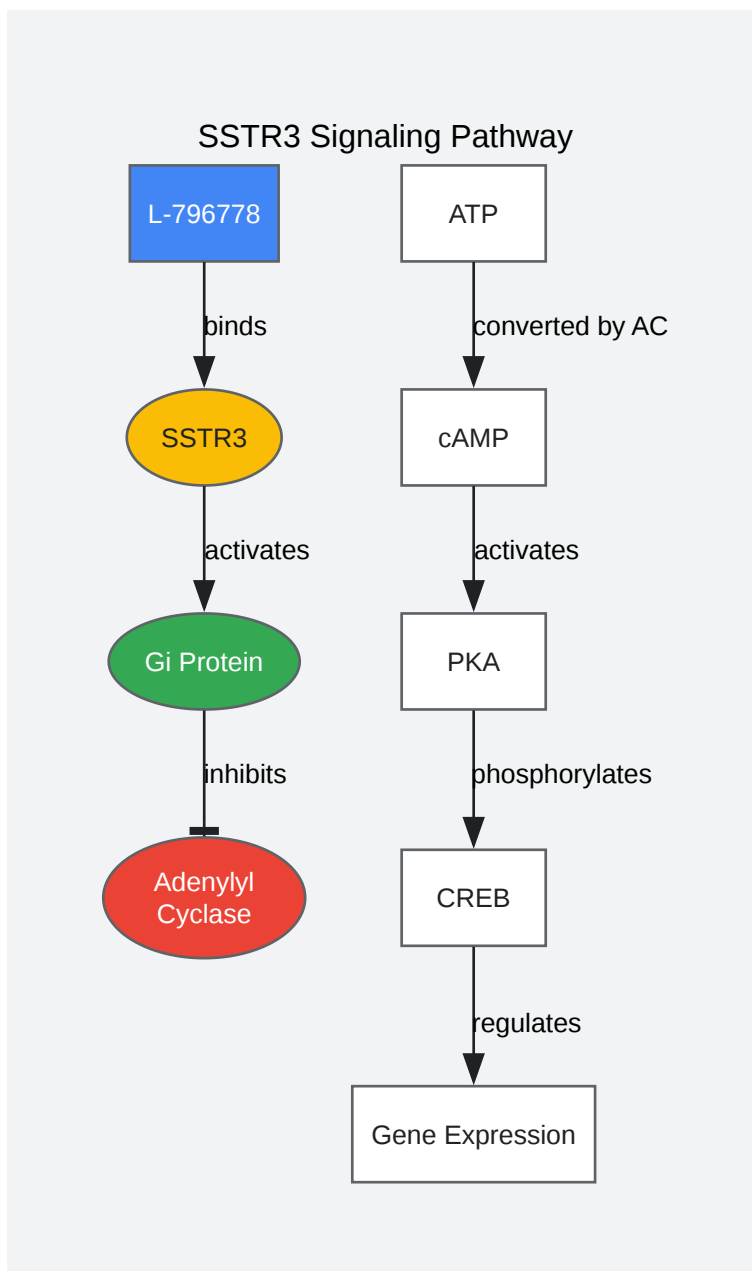 SSTR3 Signaling Pathway
L-796778
binds
SSTR3
activates
Gi Protein
inhibits
Adenylyl
Cyclase
ATP
converted by AC
cAMP
activates
PKA
phosphorylates
CREB
regulates
Gene Expression